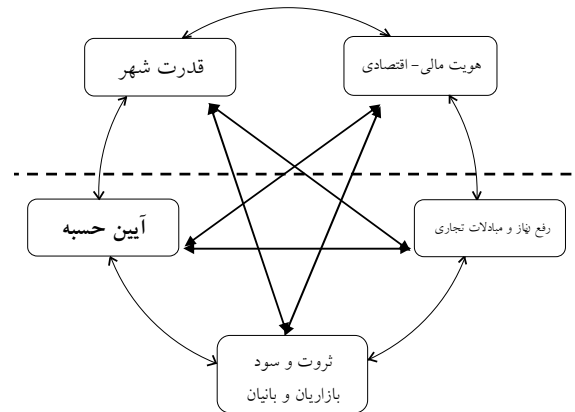 هویت مالی- اقتصادی
قدرت شهر
رفع نیاز و مبادلات تجاری
آیین حسبه
ثروت و سود
بازاریان و بانیان